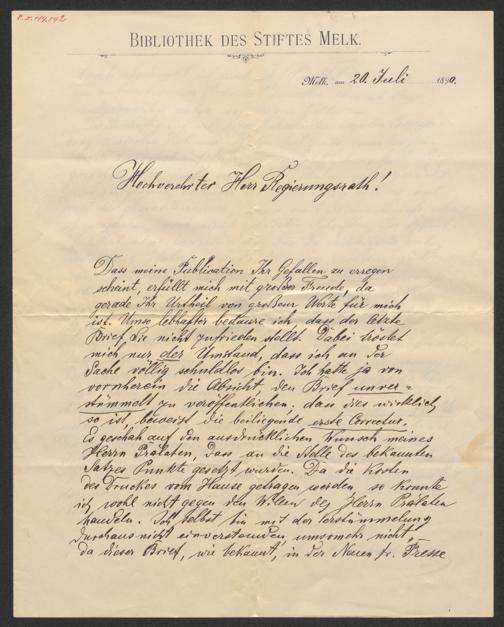 BIBLIOTHEK DES STIFTES MELK.
Melk, am 20. Juli 1890.
Hochverehrter Herr Regierungsrath!
Dass meine Publication Ihr Gefallen zu erregen
scheint, erfüllt mich mit großer Freude, da
gerade Ihr Urtheil von großem Werte für mich
ist. Umso lebhafter bedaure ich, dass der letzte
Brief Sie nicht zufrieden stellt. Dabei tröstet
mich nur der Umstand, dass ich an der
Sache völlig schuldlos bin. Ich hatte ja von
vornherein die Absicht den Brief unver-
stümmelt zu veröffentlichen; dass dies wirklich
so ist, beweist die beiliegende erste Correctur.
Es geschah auf den ausdrücklichen Wunsch meines
Herrn Prälaten, dass an die Stelle des bekannten
Satzes Punkte gesetzt wurden. Da die Kosten
des Druckes vom Hause getragen werden, so konnte
ich wohl nicht gegen den Willen des Herrn Prälaten
handeln. Ich selbst bin mit der Verstümmelung
durchaus nicht einverstanden, umsomehr nicht,
da dieser Brief, wie bekannt, in der Neuen fr. Presse